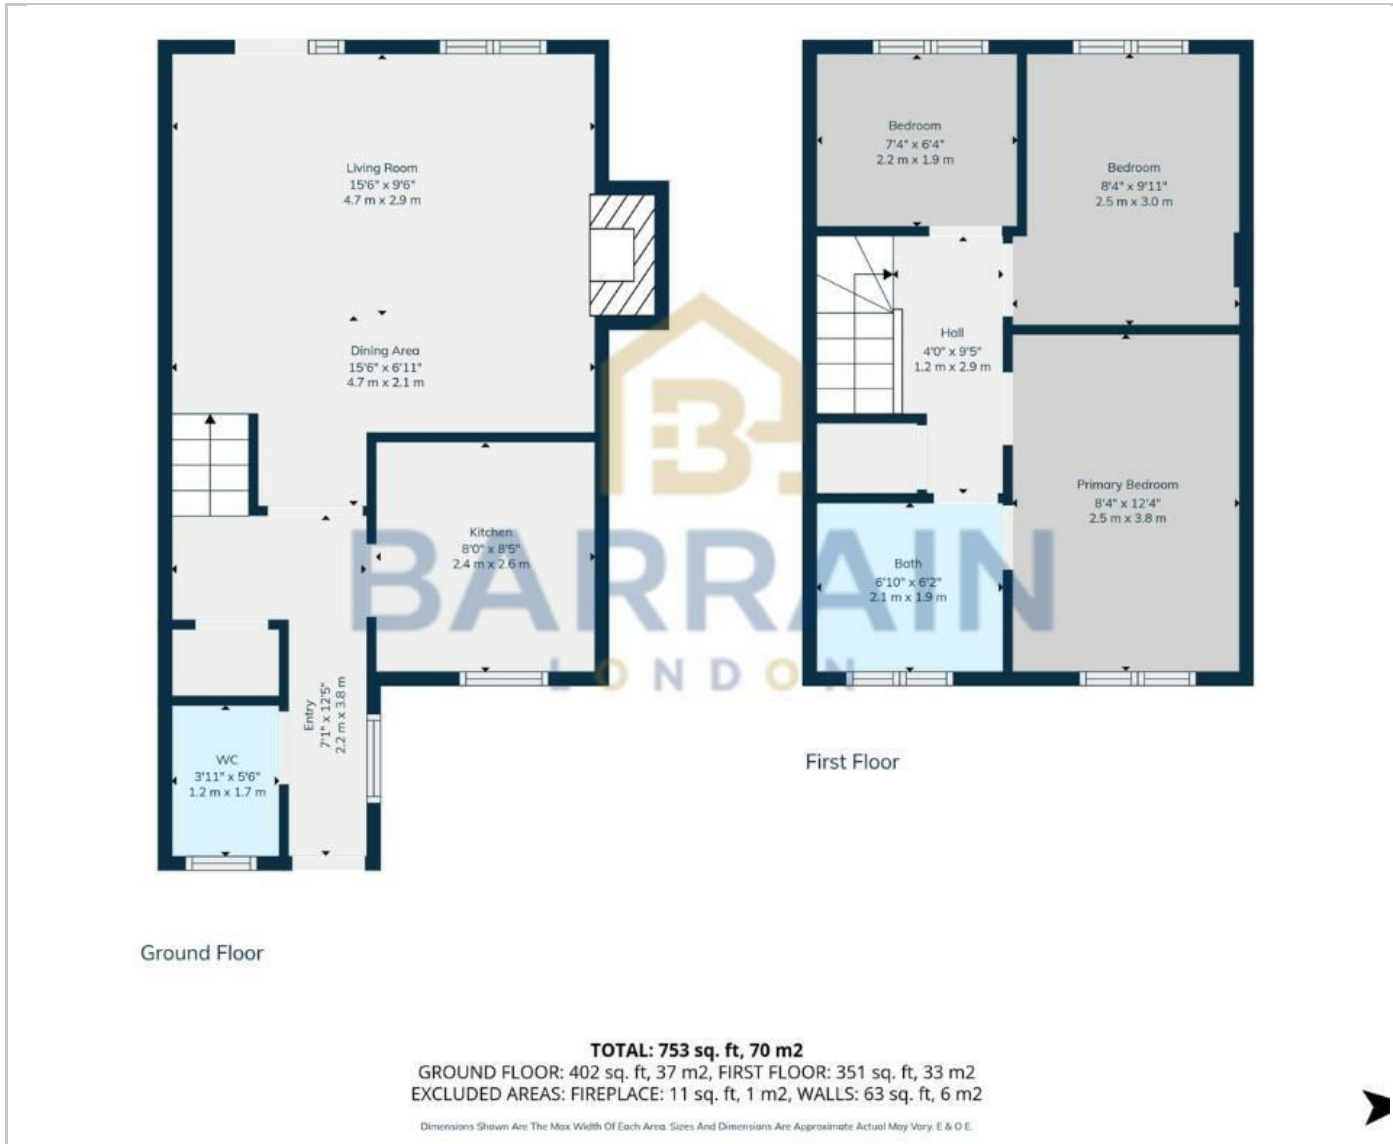 Living Room
15'6" x 9'6"
4.7 m x 2.9 m
Dining Area
15'6" x 6'11"
4.7 m x 2.1 m
Kitchen
8'0" x 8'5"
2.4 m x 2.6 m
Entry
7'1" x 12'5"
2.2 m x 3.8 m
WC
3'11" x 5'6"
1.2 m x 1.7 m
Ground Floor
Bedroom
7'4" x 6'4"
2.2 m x 1.9 m
Bedroom
8'4" x 9'11"
2.5 m x 3.0 m
Hall
4'0" x 9'5"
1.2 m x 2.9 m
Primary Bedroom
8'4" x 12'4"
2.5 m x 3.8 m
Bath
6'10" x 6'2"
2.1 m x 1.9 m
First Floor
B
BARRAIN
LONDON
TOTAL: 753 sq. ft, 70 m2
GROUND FLOOR: 402 sq. ft, 37 m2, FIRST FLOOR: 351 sq. ft, 33 m2
EXCLUDED AREAS: FIREPLACE: 11 sq. ft, 1 m2, WALLS: 63 sq. ft, 6 m2
Dimensions Shown Are The Max Width Of Each Area. Sizes And Dimensions Are Approximate Actual May Vary. E & O E.